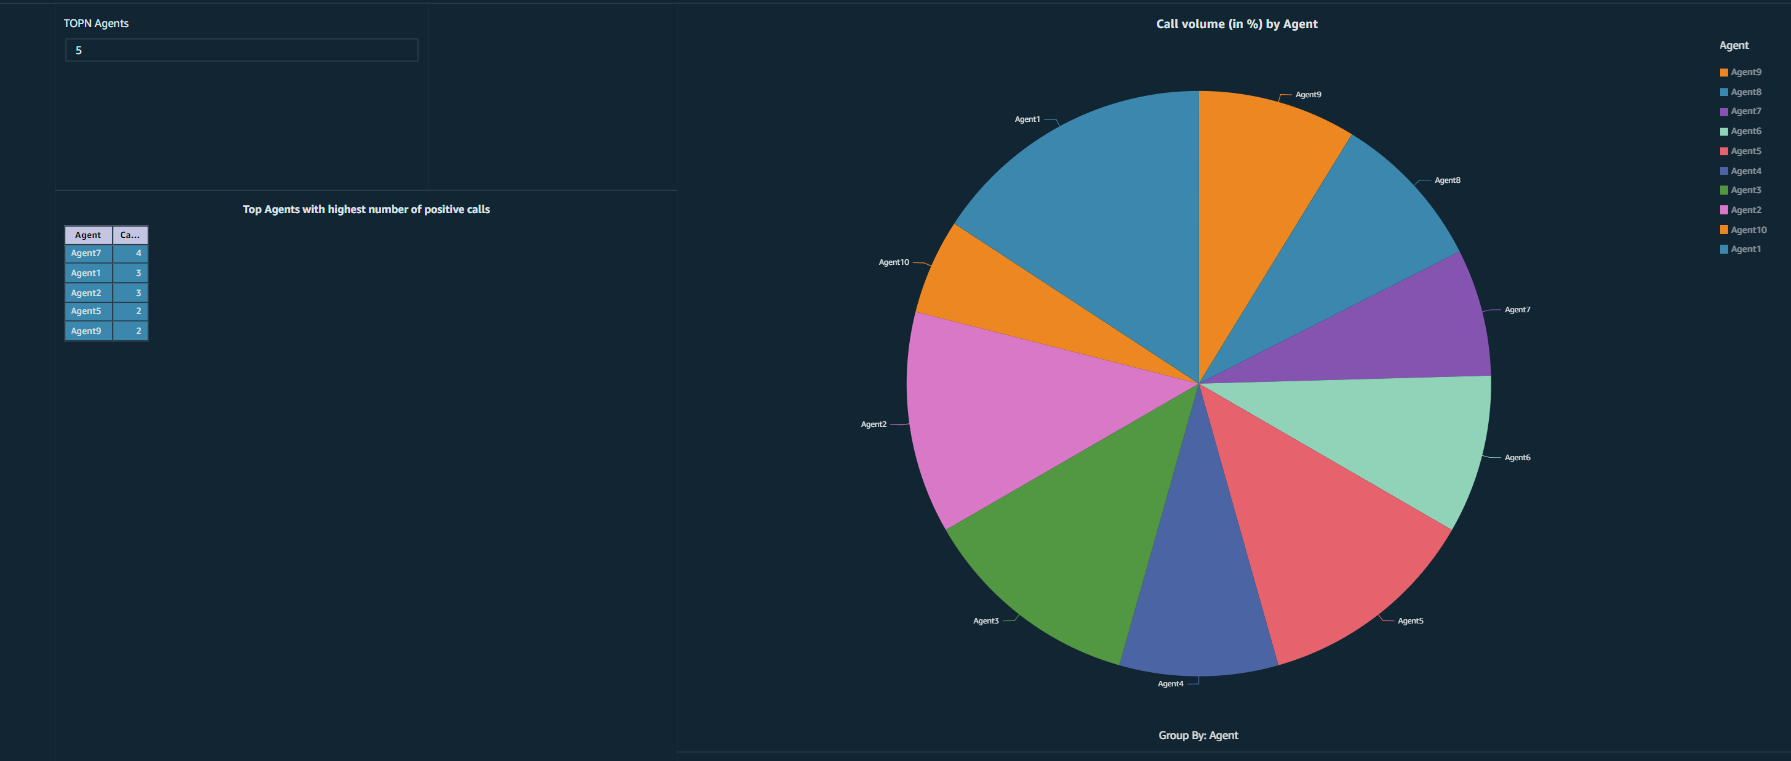 TOPN Agents
5
Top Agents with highest number of positive calls
Agent Ca...
Agent7 4
Agent1 3
Agent2 3
Agent5 2
Agent9 2
Call volume (in %) by Agent
Agent9
Agent1
Agent8
Agent10
Agent7
Agent2
Agent6
Agent3
Agent5
Agent4
Group By: Agent
Agent
Agent9
Agent8
Agent7
Agent6
Agent5
Agent4
Agent3
Agent2
Agent10
Agent1